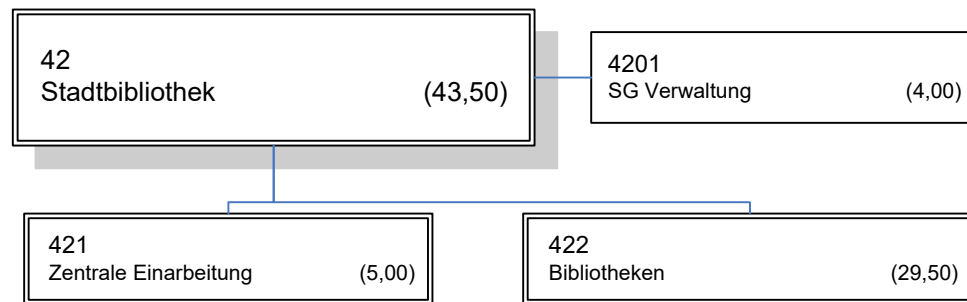 42
Stadtbibliothek (43,50)
4201
SG Verwaltung (4,00)
421
Zentrale Einarbeitung (5,00)
422
Bibliotheken (29,50)